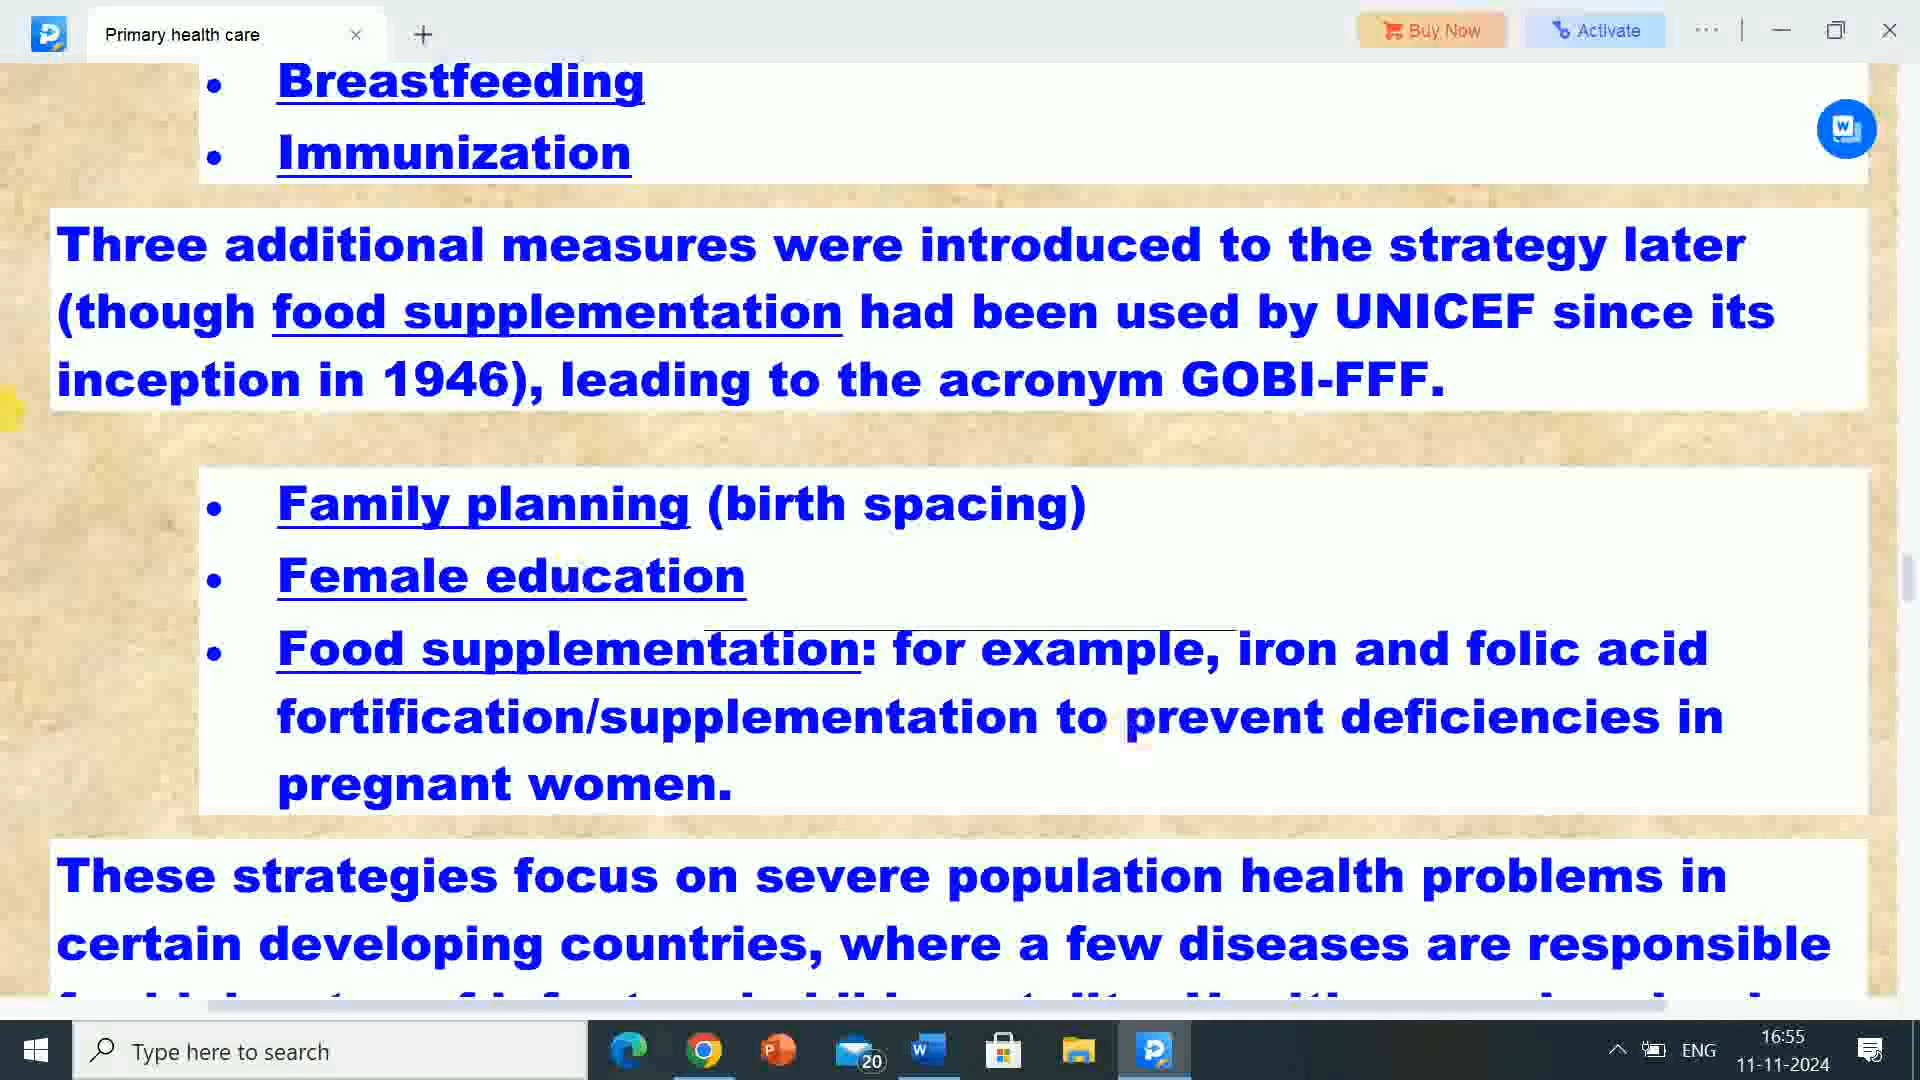 Primary health care
Buy Now
Activate
• Breastfeeding
• Immunization
Three additional measures were introduced to the strategy later
(though food supplementation had been used by UNICEF since its
inception in 1946), leading to the acronym GOBI-FFF.
• Family planning (birth spacing)
• Female education
• Food supplementation: for example, iron and folic acid
fortification/supplementation to prevent deficiencies in
pregnant women.
These strategies focus on severe population health problems in
certain developing countries, where a few diseases are responsible
Type here to search
20
ENG
16:55
11-11-2024